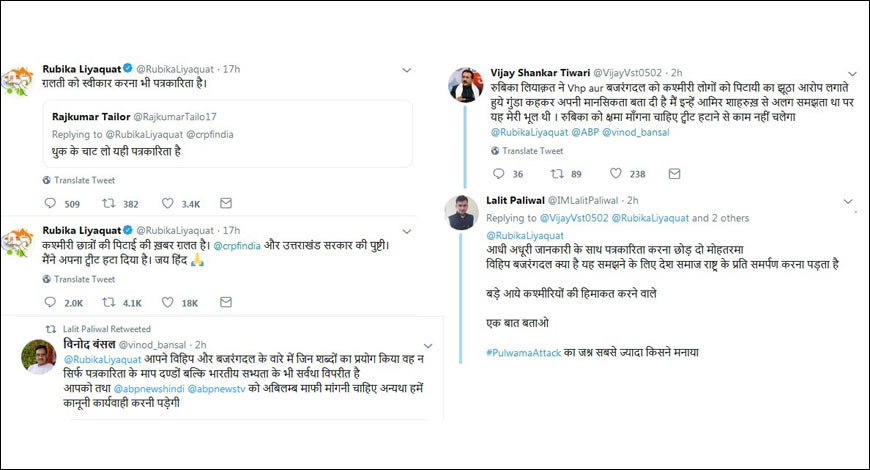 Rubika Liyaquat @RubikaLiyaquat · 17h
ग़लती को स्वीकार करना भी पत्रकारिता है।
Rajkumar Tailor @RajkumarTailo17
Replying to @RubikaLiyaquat @crpfindia
थुक के चाट लो यही पत्रकारिता है
Translate Tweet
509 382 3.4K
Rubika Liyaquat @RubikaLiyaquat · 17h
कश्मीरी छात्रों की पिटाई की ख़बर ग़लत है। @crpfindia और उत्तराखंड सरकार की पुष्टी।
मैंने अपना ट्वीट हटा दिया है। जय हिंद 🙏
Translate Tweet
2.0K 4.1K 18K
Lalit Paliwal Retweeted
विनोद बंसल @vinod_bansal · 2h
@RubikaLiyaquat आपने विहिप और बजरंगदल के वारे में जिन शब्दों का प्रयोग किया वह न
सिर्फ पत्रकारिता के माप दण्डों बल्कि भारतीय सभ्यता के भी सर्वथा विपरीत है
आपको तथा @abpnewshindi @abpnewstv को अबिलम्ब माफी मांगनी चाहिए अन्यथा हमें
कानूनी कार्यवाही करनी पड़ेगी
Vijay Shankar Tiwari @VijayVst0502 · 2h
रुबिका लियाक़त ने Vhp aur बजरंगदल को कश्मीरी लोगों को पिटायी का झूठा आरोप लगाते
हुये गुंडा कहकर अपनी मानसिकता बता दी है मैं इन्हें आमिर शाहरुख़ से अलग समझता था पर
यह मेरी भूल थी । रुबिका को क्षमा माँगना चाहिए ट्वीट हटाने से काम नहीं चलेगा
@RubikaLiyaquat @ABP @vinod_bansal
Translate Tweet
36 89 238
Lalit Paliwal @IMLalitPaliwal · 2h
Replying to @VijayVst0502 @RubikaLiyaquat and 2 others
@RubikaLiyaquat
आधी अधूरी जानकारी के साथ पत्रकारिता करना छोड़ दो मोहतरमा
विहिप बजरंगदल क्या है यह समझने के लिए देश समाज राष्ट्र के प्रति समर्पण करना पड़ता है
बड़े आये कश्मीरियों की हिमाकत करने वाले
एक बात बताओ
#PulwamaAttack का जश्न सबसे ज्यादा किसने मनाया